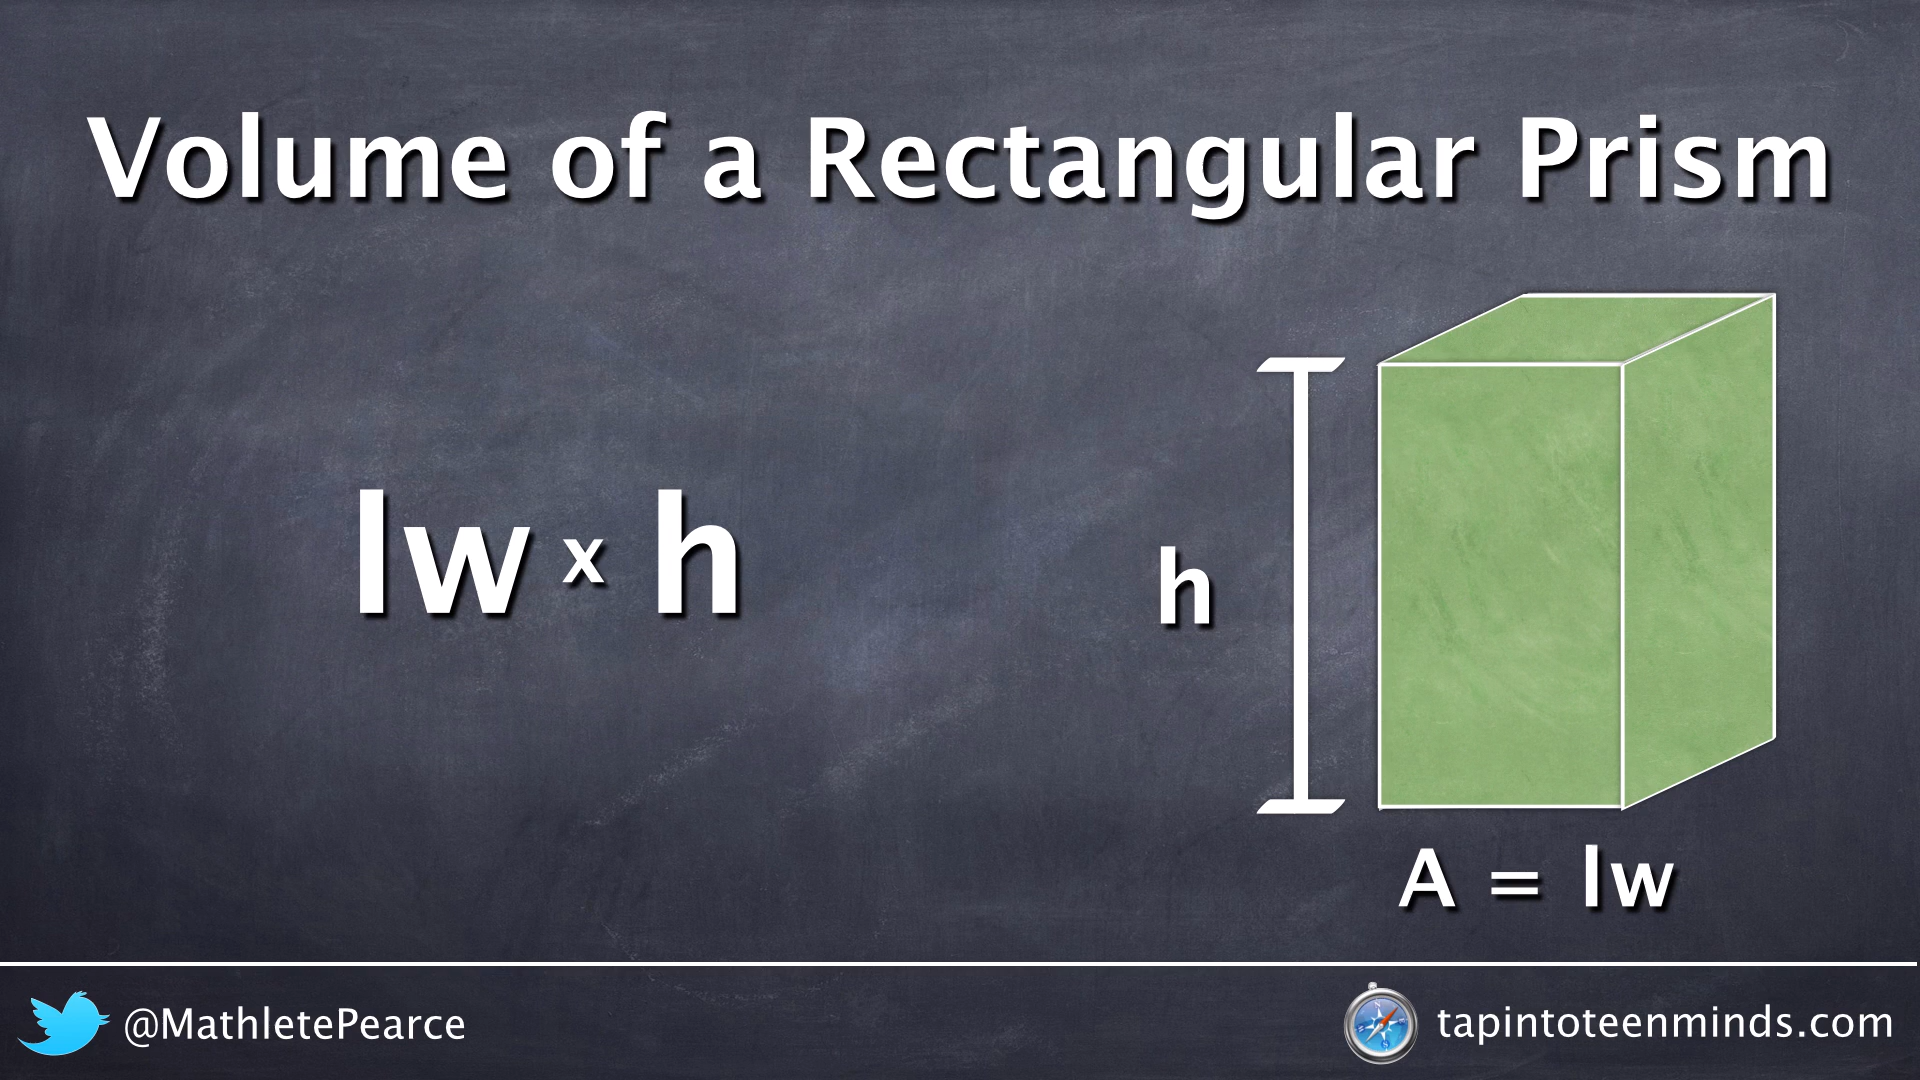 Volume of a Rectangular Prism
lw x h
h
A = lw
@MathletePearce
tapintoteenminds.com